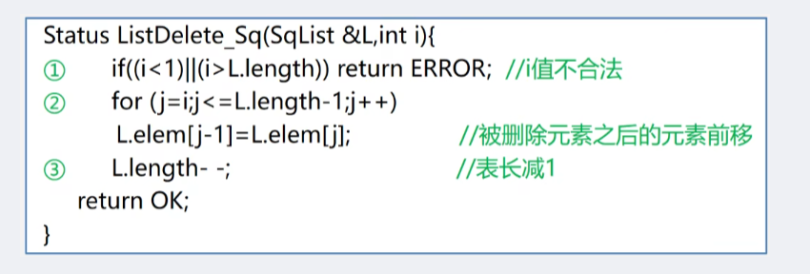 Status ListDelete_Sq(SqList &L,int i){
① if((i<1)||(i>L.length)) return ERROR; //i值不合法
② for (j=i;j<=L.length-1;j++)
L.elem[j-1]=L.elem[j]; //被删除元素之后的元素前移
③ L.length- -; //表长减1
return OK;
}